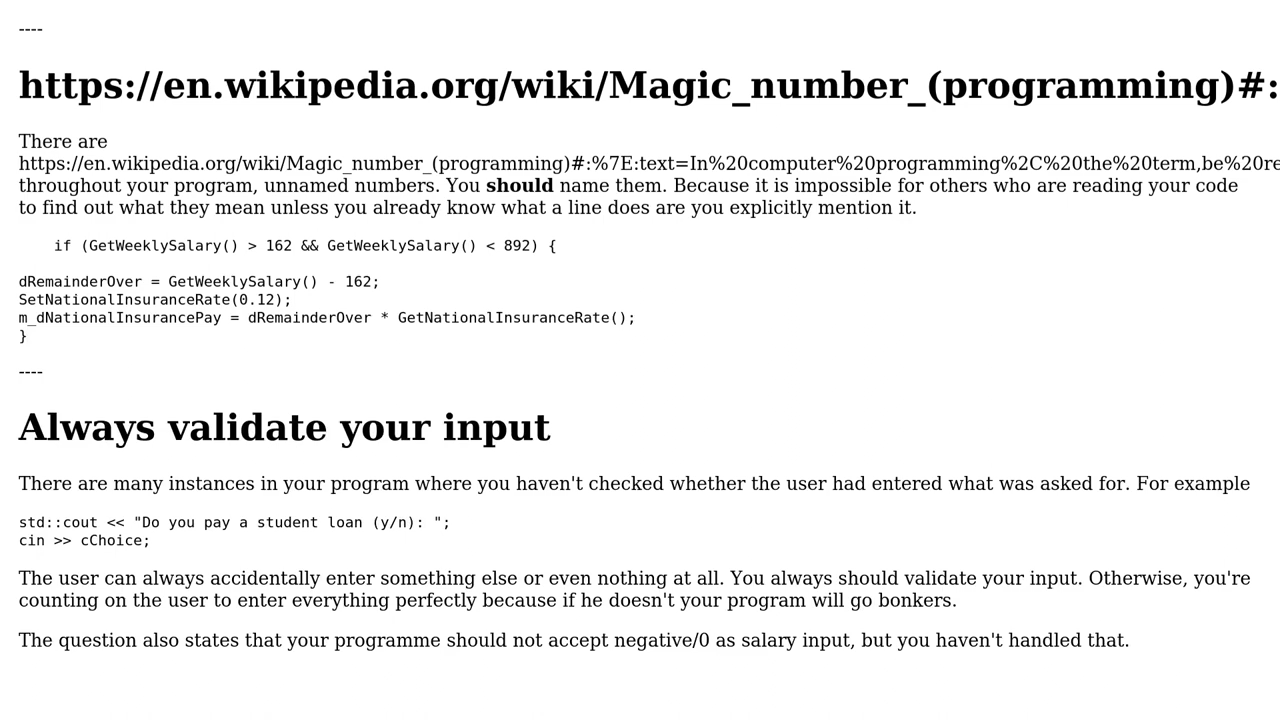 ----
https://en.wikipedia.org/wiki/Magic_number_(programming)#:
There are
https://en.wikipedia.org/wiki/Magic_number_(programming)#:%7E:text=In%20computer%20programming%2C%20the%20term,be%20re
throughout your program, unnamed numbers. You should name them. Because it is impossible for others who are reading your code
to find out what they mean unless you already know what a line does are you explicitly mention it.
if (GetWeeklySalary() > 162 && GetWeeklySalary() < 892) {
dRemainderOver = GetWeeklySalary() - 162;
SetNationalInsuranceRate(0.12);
m_dNationalInsurancePay = dRemainderOver * GetNationalInsuranceRate();
}
----
Always validate your input
There are many instances in your program where you haven't checked whether the user had entered what was asked for. For example
std::cout << "Do you pay a student loan (y/n): ";
cin >> cChoice;
The user can always accidentally enter something else or even nothing at all. You always should validate your input. Otherwise, you're
counting on the user to enter everything perfectly because if he doesn't your program will go bonkers.
The question also states that your programme should not accept negative/0 as salary input, but you haven't handled that.